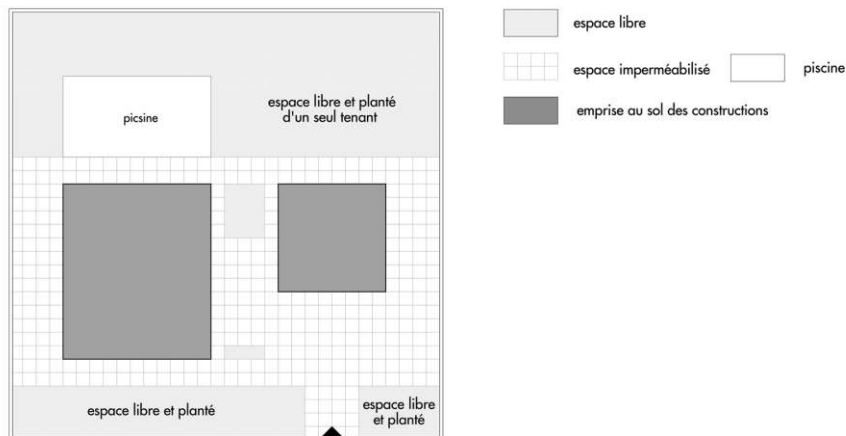 espace libre
espace imperméabilisé
piscine
emprise au sol des constructions
picsine
espace libre et planté
d'un seul tenant
espace libre et planté
espace libre
et planté